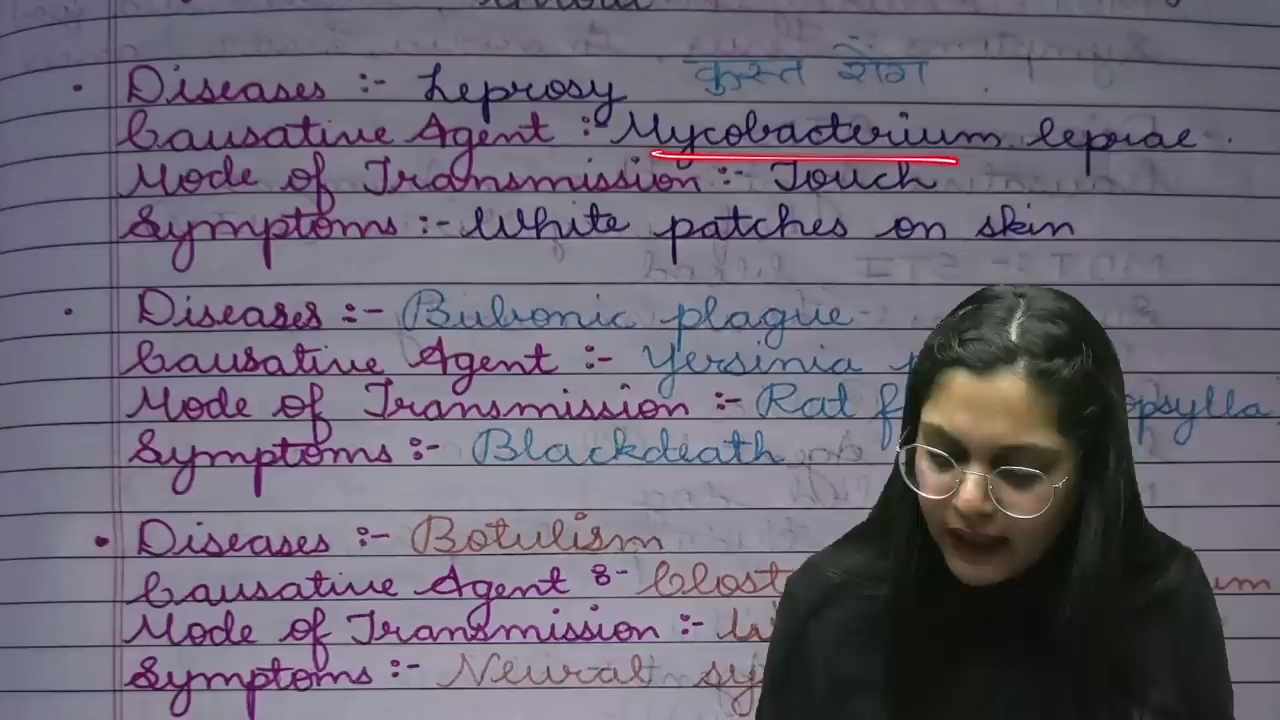 Diseases :- Leprosy कुस्त रोग
Causative Agent :- Mycobacterium leprae.
Mode of Transmission :- Touch
Symptoms :- White patches on skin
Diseases :- Bubonic plague
Causative Agent :- Yersinia
Mode of Transmission :- Rat
Symptoms :- Blackdeath
Diseases :- Botulism
Causative Agent :-
Mode of Transmission :-
Symptoms :- Neural